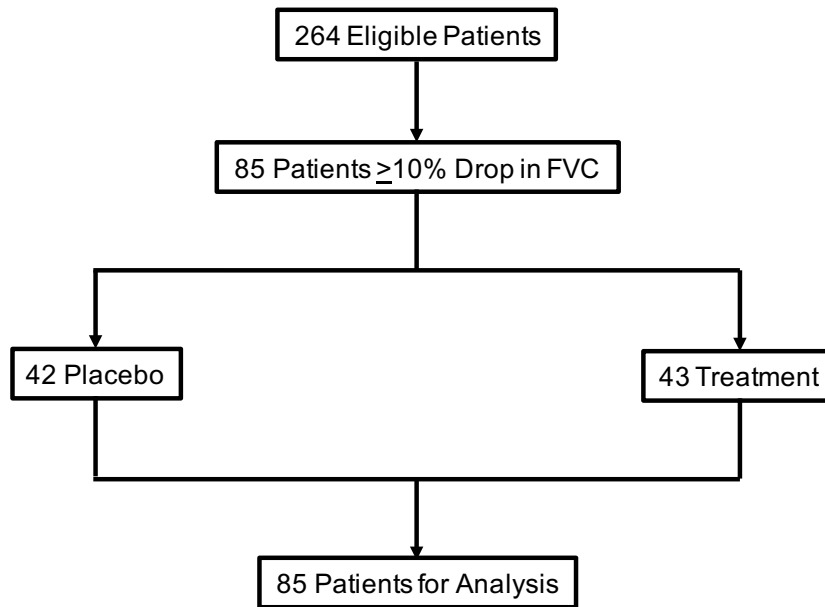 264 Eligible Patients
85 Patients ≥10% Drop in FVC
42 Placebo
43 Treatment
85 Patients for Analysis